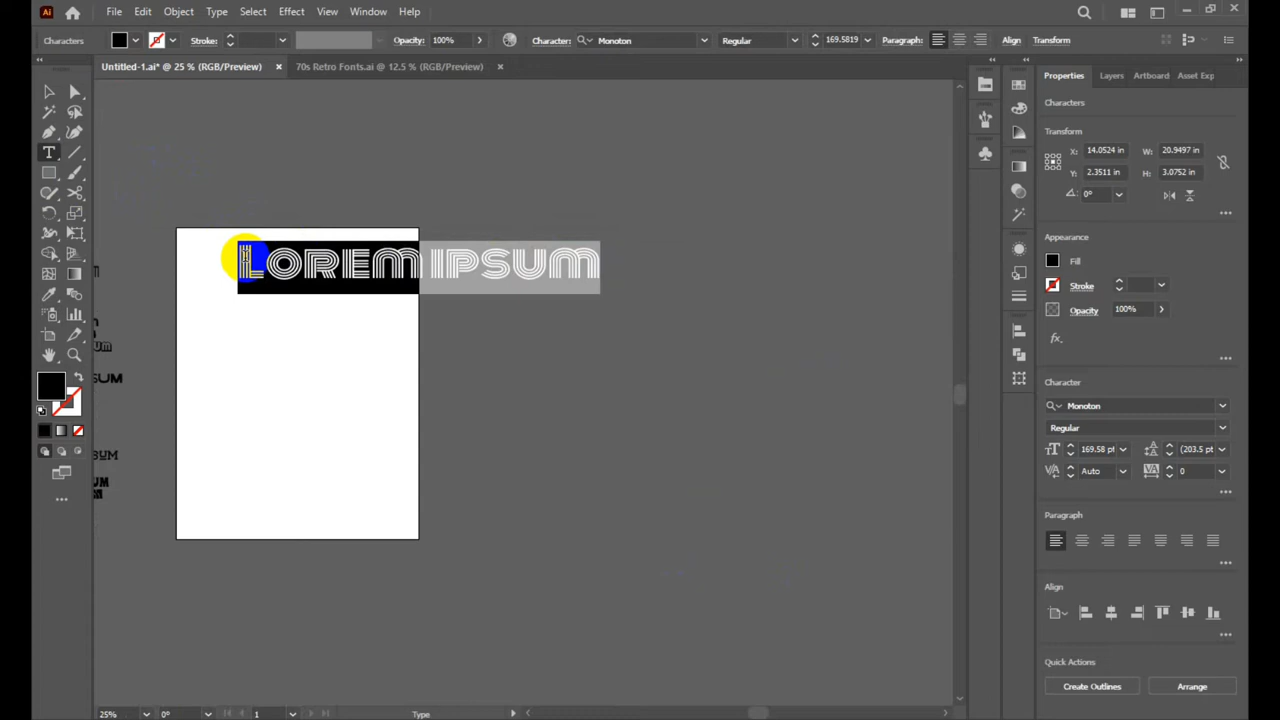 Ai File Edit Object Type Select Effect View Window Help
Characters Stroke: Opacity: 100% Character: Monoton Regular 169.5819 Paragraph: Align Transform
Untitled-1.ai* @ 25 % (RGB/Preview) × 70s Retro Fonts.ai @ 12.5 % (RGB/Preview) ×
Properties Layers Artboard Asset Exp
Characters
Transform
X: 14.0524 in W: 20.9497 in
Y: 2.3511 in H: 3.0752 in
0°
Appearance
Fill
Stroke
Opacity 100%
fx.
Character
Monoton
Regular
169.58 pt (203.5 pt
Auto 0
Paragraph
Align
Quick Actions
Create Outlines Arrange
LOREM IPSUM
um
SUM
SUM
UM
25% 0° 1 Type